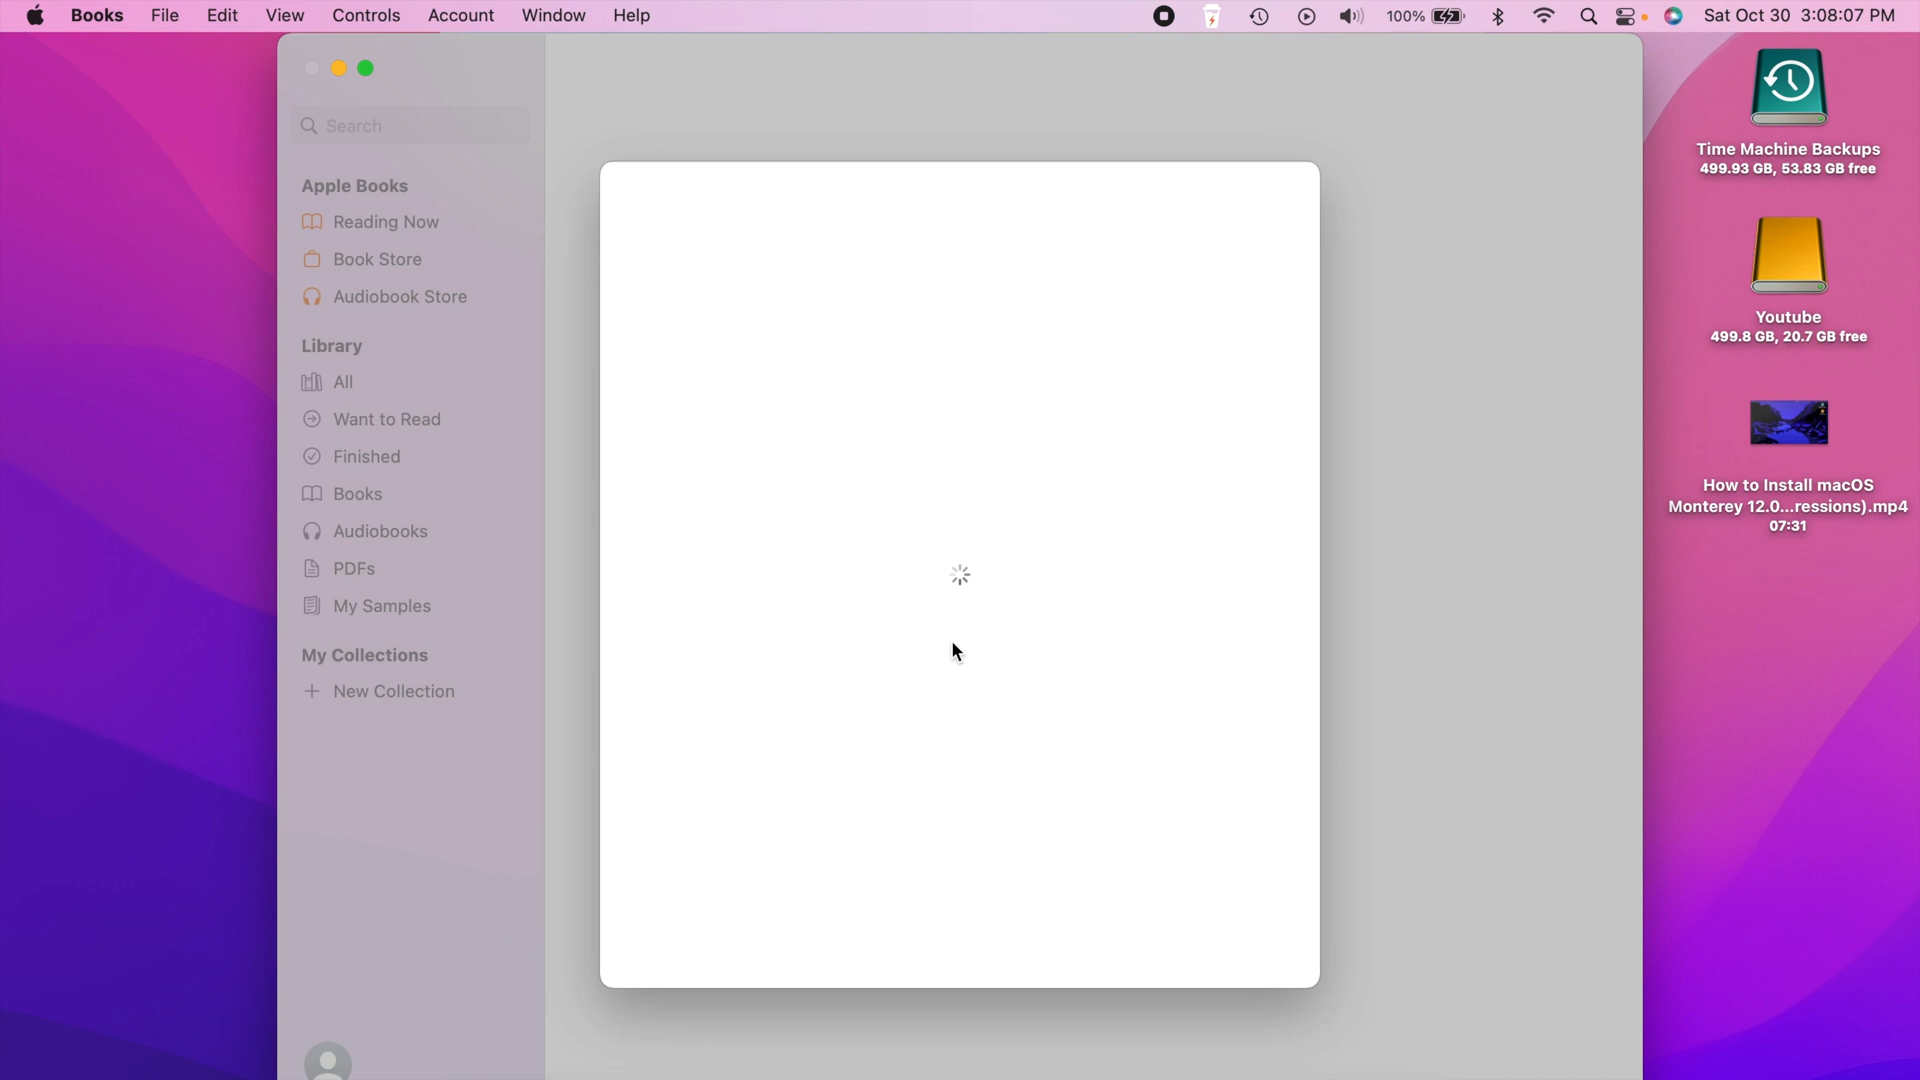 Books File Edit View Controls Account Window Help 100% Sat Oct 30 3:08:07 PM
Search
Apple Books
Reading Now
Book Store
Audiobook Store
Library
All
Want to Read
Finished
Books
Audiobooks
PDFs
My Samples
My Collections
New Collection
Time Machine Backups
499.93 GB, 53.83 GB free
Youtube
499.8 GB, 20.7 GB free
How to Install macOS
Monterey 12.0...ressions).mp4
07:31